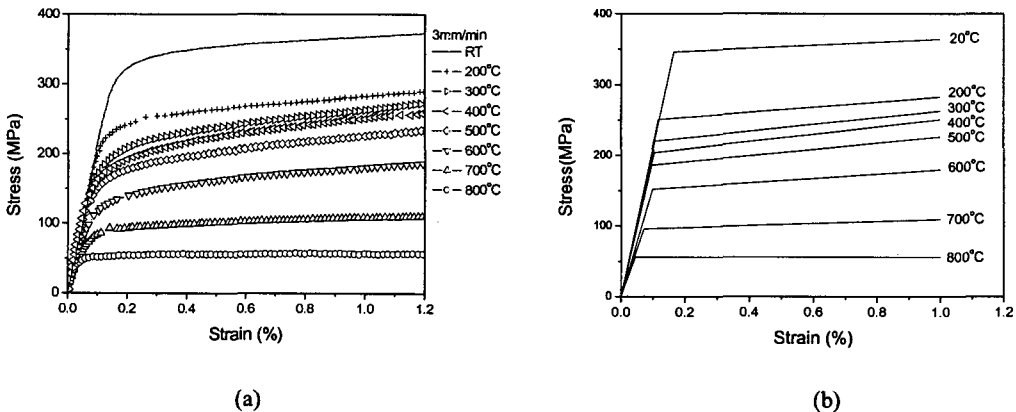 400
300
200
100
0
Stress (MPa)
0.0 0.2 0.4 0.6 0.8 1.0 1.2
Strain (%)
3mm/min
RT
200°C
300°C
400°C
500°C
600°C
700°C
800°C
(a)
400
300
200
100
0
Stress(MPa)
0.0 0.2 0.4 0.6 0.8 1.0 1.2
Strain (%)
20°C
200°C
300°C
400°C
500°C
600°C
700°C
800°C
(b)